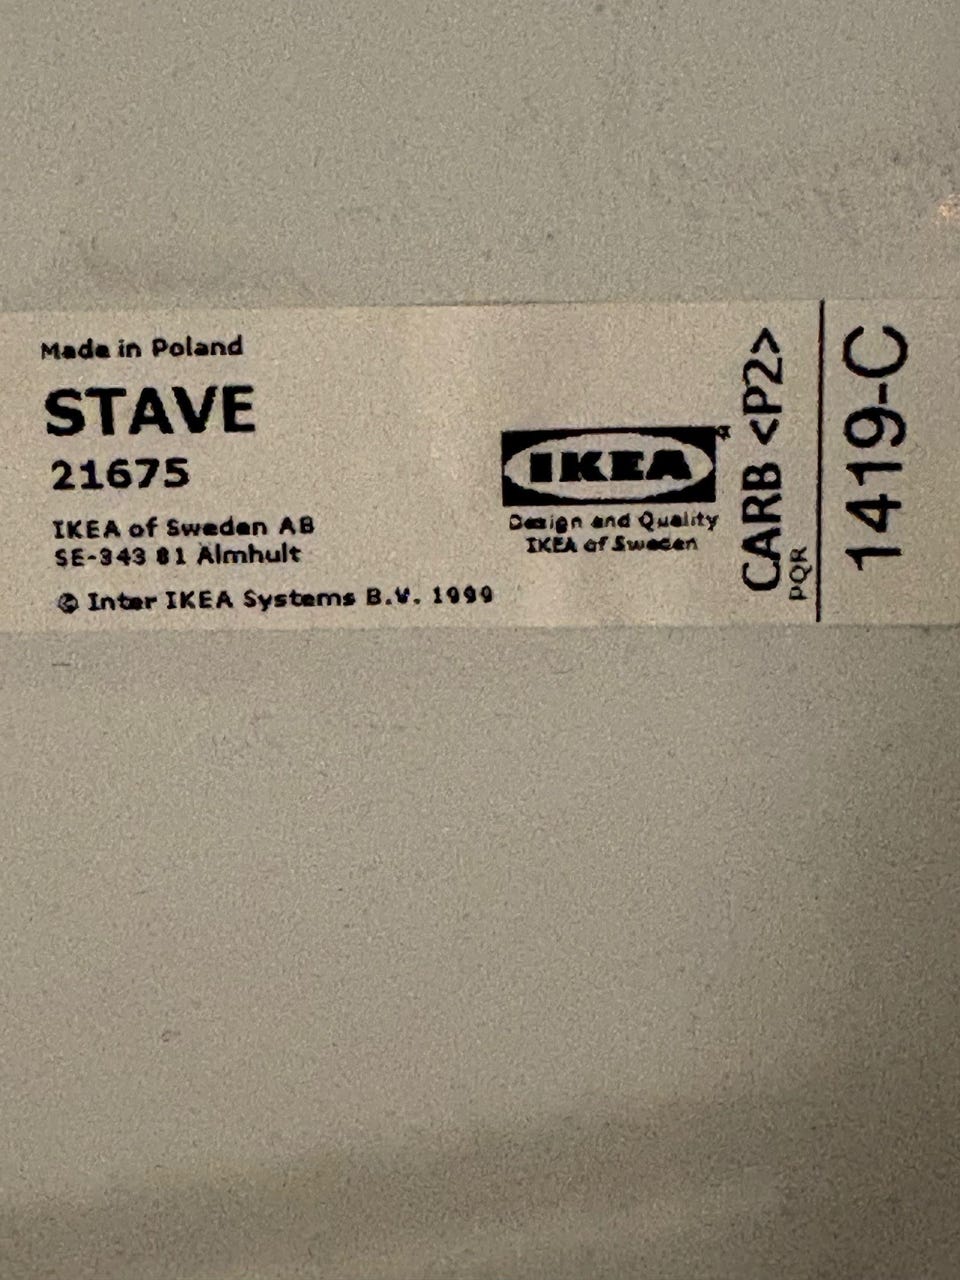 Made in Poland
STAVE
21675
IKEA of Sweden AB
SE-343 81 Älmhult
© Inter IKEA Systems B.V. 1999
IKEA
Design and Quality
IKEA of Sweden
CARB <P2>
PQR
1419-C